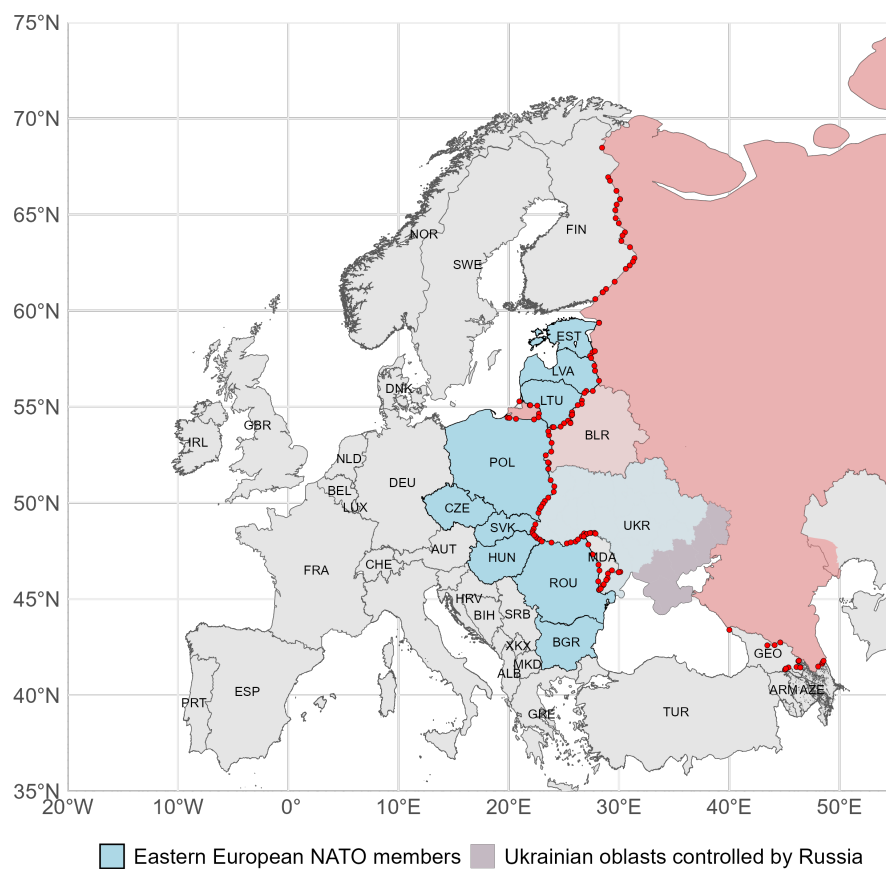 75°N
70°N
65°N
60°N
55°N
50°N
45°N
40°N
35°N
NOR
FIN
SWE
EST
LVA
DNK
LTU
GBR
BLR
IRL
NLD
POL
DEU
BEL
LUX
CZE
UKR
SVK
AUT
MDA
HUN
CHE
FRA
ROU
HRV
BIH
SRB
BGR
XKX
GEO
MKD
ALB
ESP
ARM
AZE
PRT
GRE
TUR
20°W 10°W 0° 10°E 20°E 30°E 40°E 50°E
Eastern European NATO members Ukrainian oblasts controlled by Russia